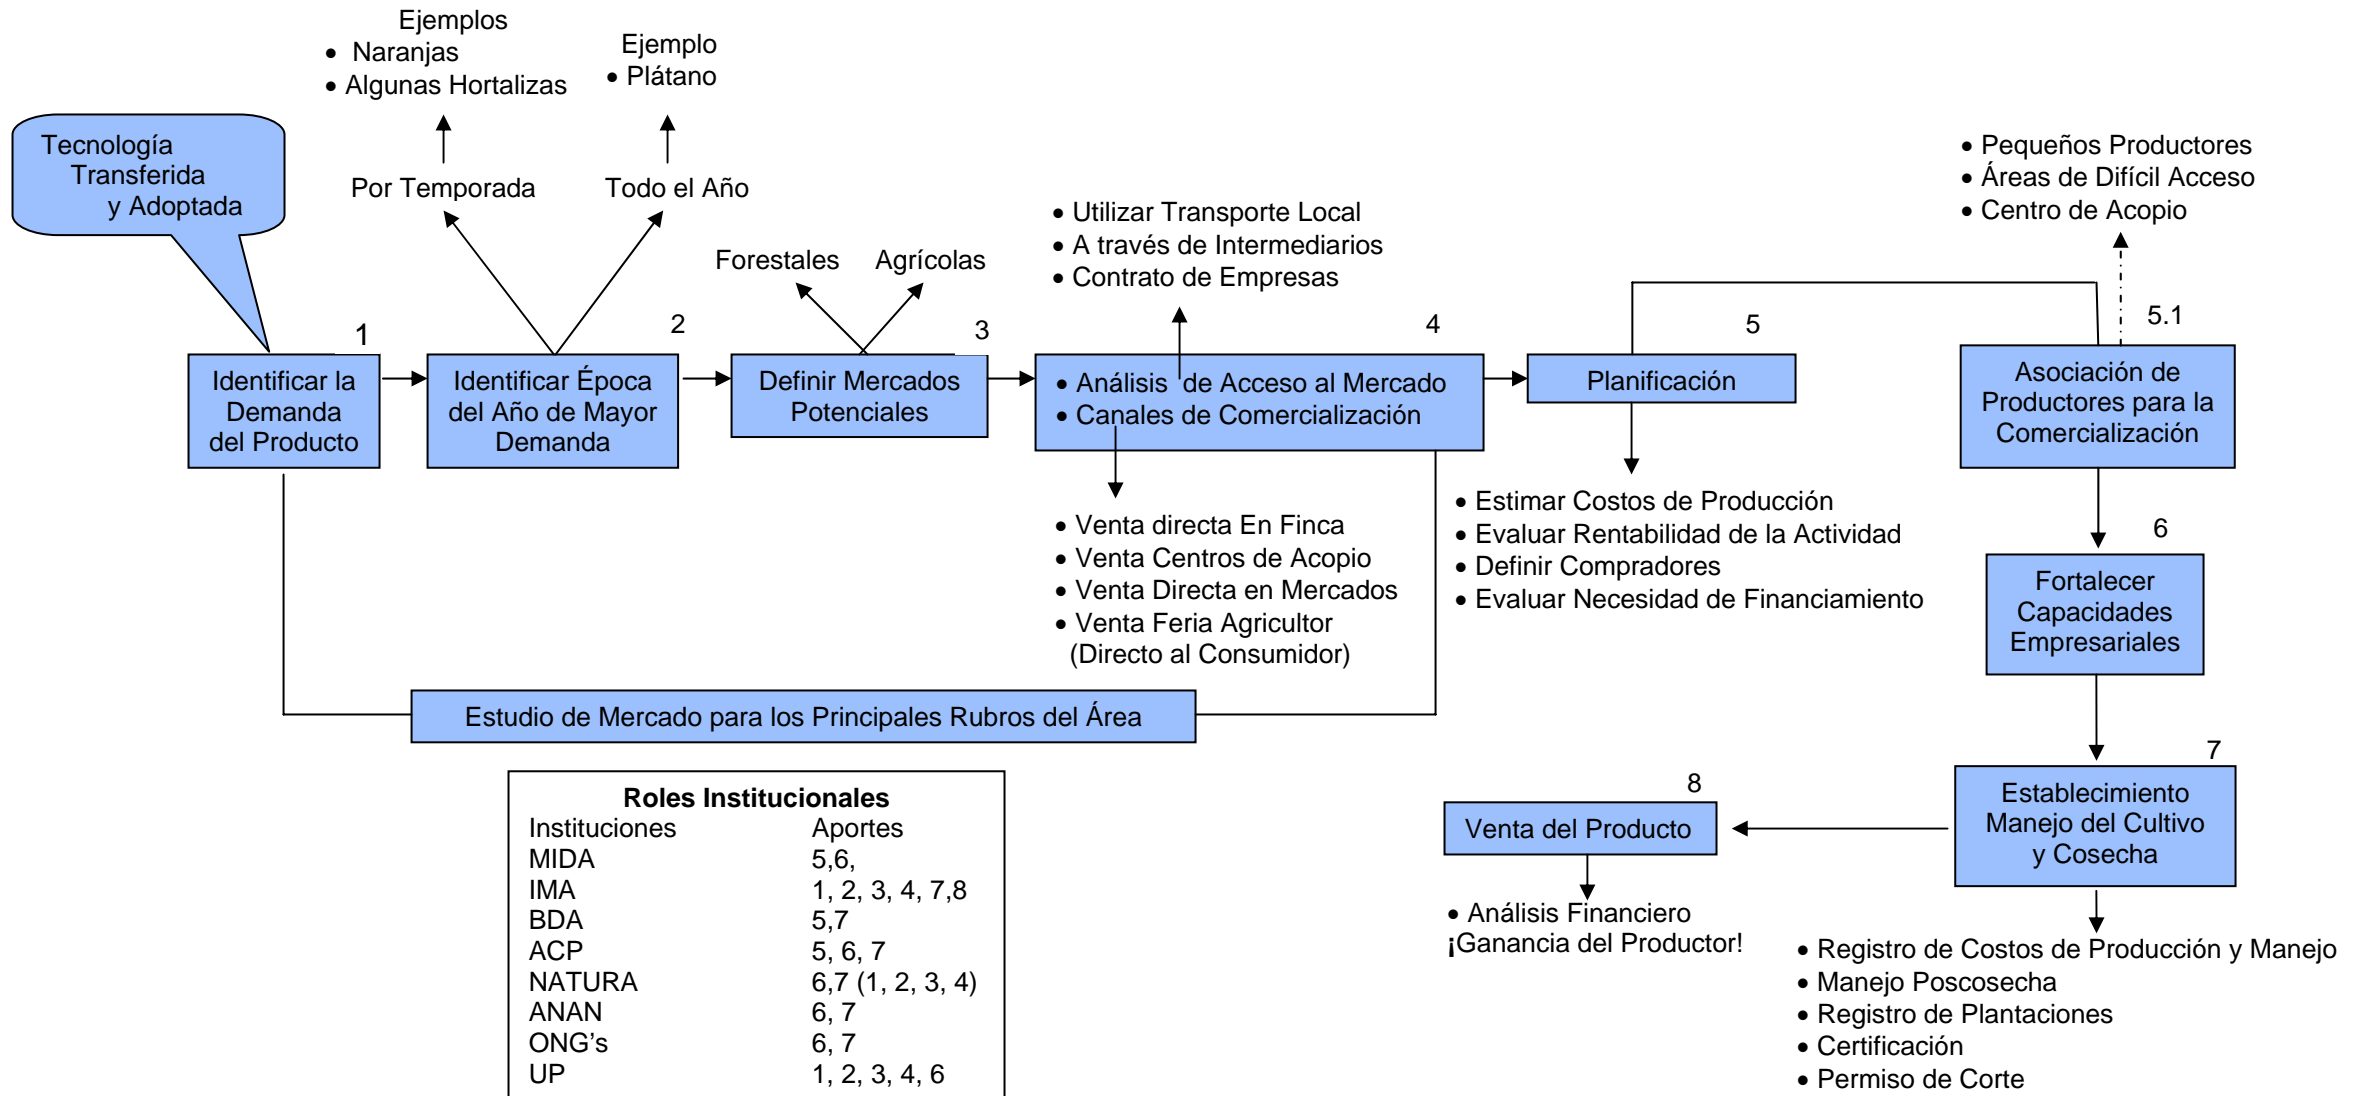 Ejemplos
• Naranjas
• Algunas Hortalizas
Ejemplo
• Plátano
Tecnología
Transferida
y Adoptada
Por Temporada
Todo el Año
Forestales
Agrícolas
• Utilizar Transporte Local
• A través de Intermediarios
• Contrato de Empresas
• Pequeños Productores
• Áreas de Difícil Acceso
• Centro de Acopio
1
Identificar la
Demanda
del Producto
2
Identificar Época
del Año de Mayor
Demanda
3
Definir Mercados
Potenciales
4
• Análisis de Acceso al Mercado
• Canales de Comercialización
5
Planificación
5.1
Asociación de
Productores para la
Comercialización
• Venta directa En Finca
• Venta Centros de Acopio
• Venta Directa en Mercados
• Venta Feria Agricultor
(Directo al Consumidor)
• Estimar Costos de Producción
• Evaluar Rentabilidad de la Actividad
• Definir Compradores
• Evaluar Necesidad de Financiamiento
6
Fortalecer
Capacidades
Empresariales
Estudio de Mercado para los Principales Rubros del Área
7
Establecimiento
Manejo del Cultivo
y Cosecha
8
Venta del Producto
• Análisis Financiero
¡Ganancia del Productor!
• Registro de Costos de Producción y Manejo
• Manejo Poscosecha
• Registro de Plantaciones
• Certificación
• Permiso de Corte
Roles Institucionales
Instituciones Aportes
MIDA 5,6,
IMA 1, 2, 3, 4, 7,8
BDA 5,7
ACP 5, 6, 7
NATURA 6,7 (1, 2, 3, 4)
ANAN 6, 7
ONG's 6, 7
UP 1, 2, 3, 4, 6